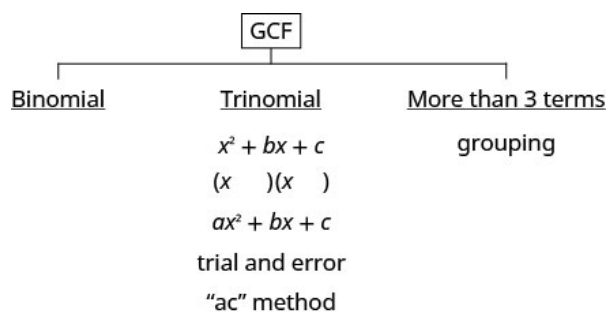 GCF
Binomial
Trinomial
x² + bx + c
(x    )(x    )
ax² + bx + c
trial and error
“ac” method
More than 3 terms
grouping